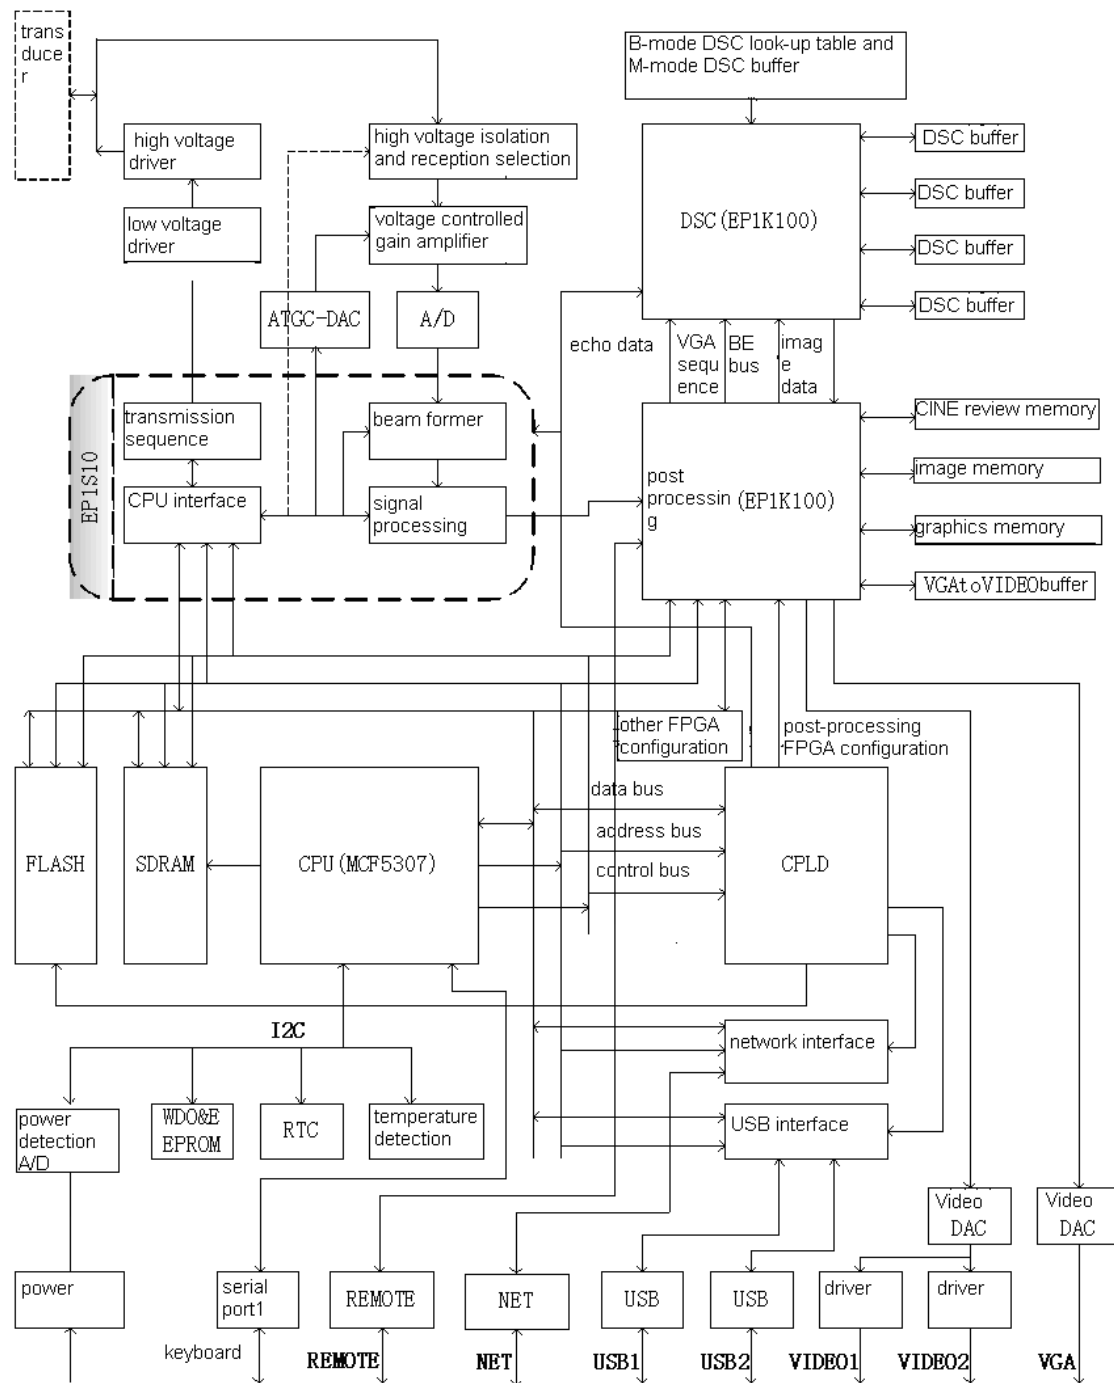 trans
duce
r
B-mode DSC look-up table and
M-mode DSC buffer
high voltage
driver
high voltage isolation
and reception selection
DSC buffer
low voltage
driver
voltage controlled
gain amplifier
DSC(EP1K100)
DSC buffer
DSC buffer
DSC buffer
ATGC-DAC
A/D
echo data
VGA
sequ
ence
BE
bus
imag
e
data
EP1S10
transmission
sequence
beam former
CINE review memory
CPU interface
signal
processing
post
processin
g
(EP1K100)
image memory
graphics memory
VGAtoVIDEObuffer
other FPGA
configuration
post-processing
FPGA configuration
FLASH
SDRAM
CPU(MCF5307)
data bus
address bus
control bus
CPLD
I2C
network interface
power
detection
A/D
WDO&E
EPROM
RTC
temperature
detection
USB interface
Video
DAC
Video
DAC
power
serial
port1
REMOTE
NET
USB
USB
driver
driver
keyboard
REMOTE
NET
USB1
USB2
VIDEO1
VIDEO2
VGA